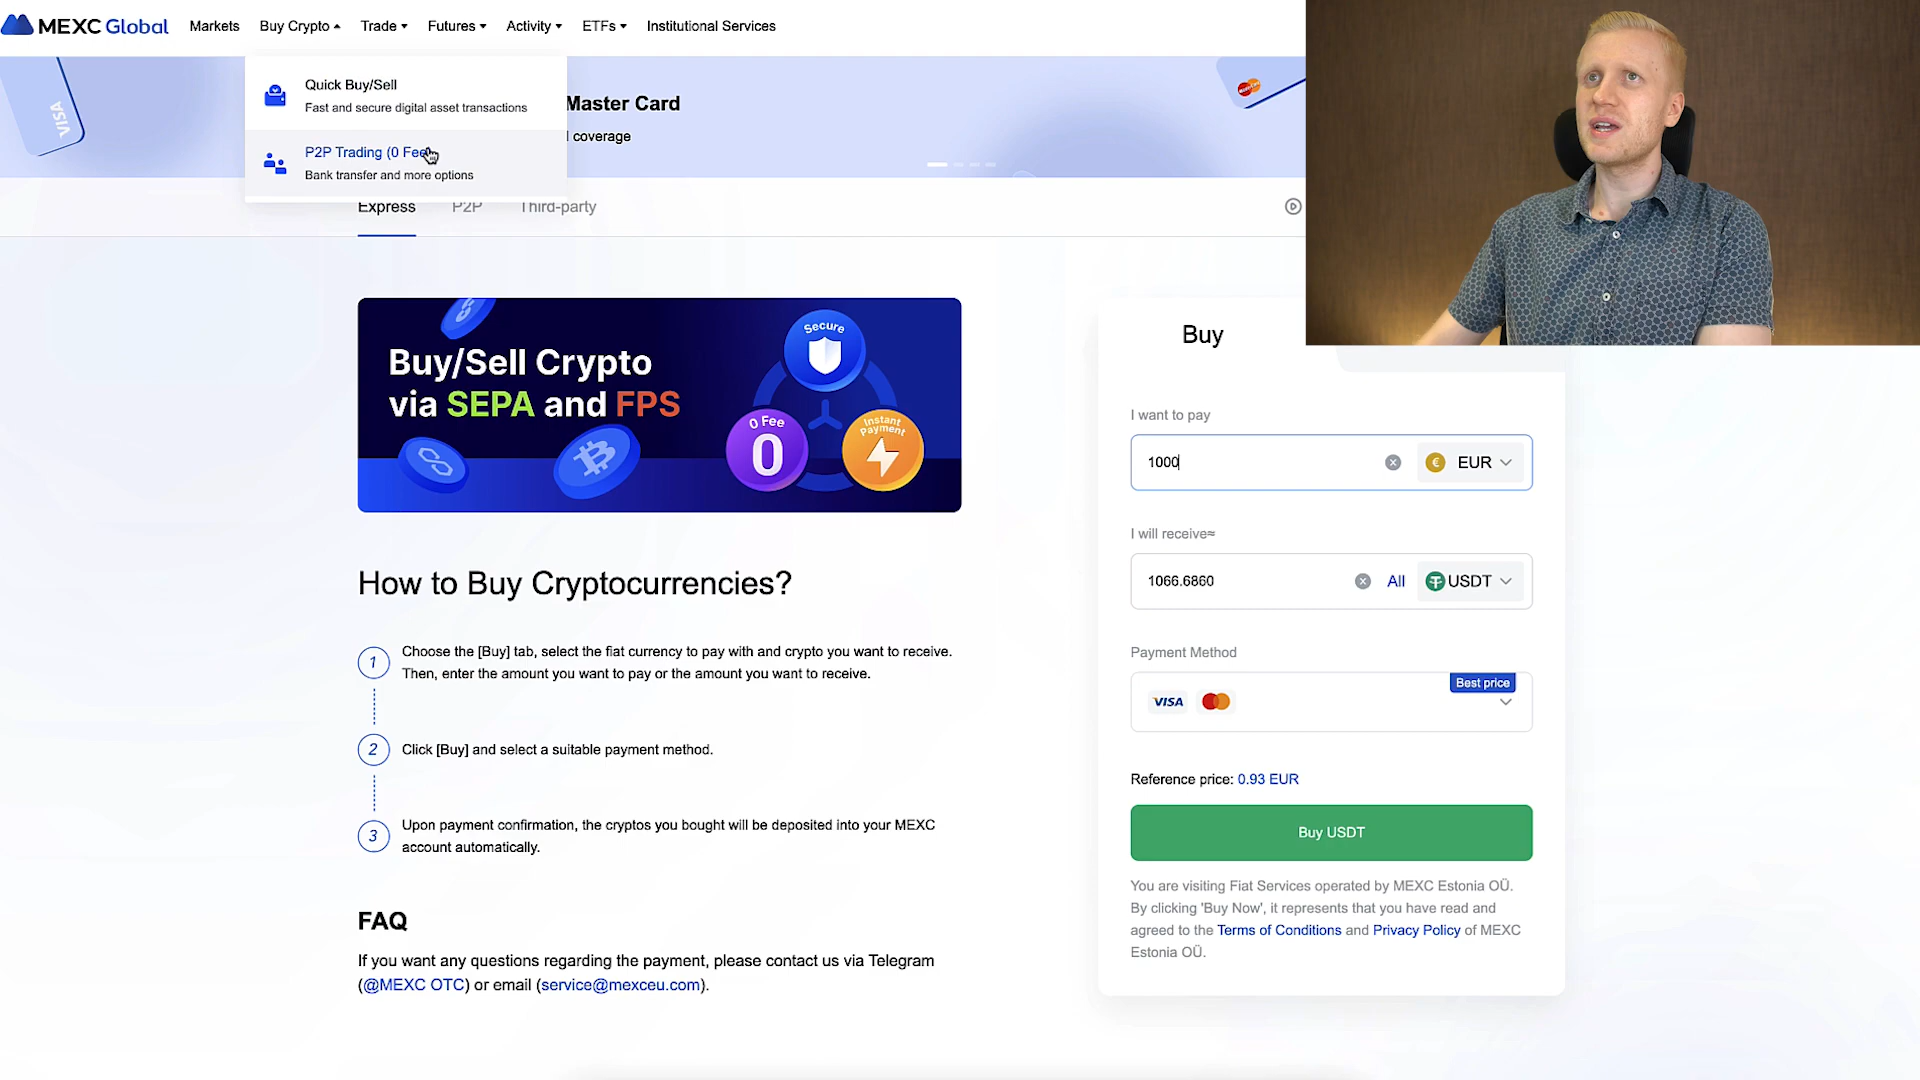 MEXC Global
Markets
Buy Crypto
Trade
Futures
Activity
ETFs
Institutional Services
VISA
Quick Buy/Sell
Fast and secure digital asset transactions
P2P Trading (0 Fee
Bank transfer and more options
Master Card
coverage
Express
P2P
Third-party
Buy/Sell Crypto
via SEPA and FPS
Secure
0 Fee
0
Instant
Payment
How to Buy Cryptocurrencies?
1
Choose the [Buy] tab, select the fiat currency to pay with and crypto you want to receive.
Then, enter the amount you want to pay or the amount you want to receive.
2
Click [Buy] and select a suitable payment method.
3
Upon payment confirmation, the cryptos you bought will be deposited into your MEXC
account automatically.
FAQ
If you want any questions regarding the payment, please contact us via Telegram
(@MEXC OTC) or email (service@mexceu.com).
Buy
I want to pay
1000
€ EUR
I will receive≈
1066.6860
All
USDT
Payment Method
Best price
VISA
Reference price: 0.93 EUR
Buy USDT
You are visiting Fiat Services operated by MEXC Estonia OÜ.
By clicking 'Buy Now', it represents that you have read and
agreed to the Terms of Conditions and Privacy Policy of MEXC
Estonia OÜ.